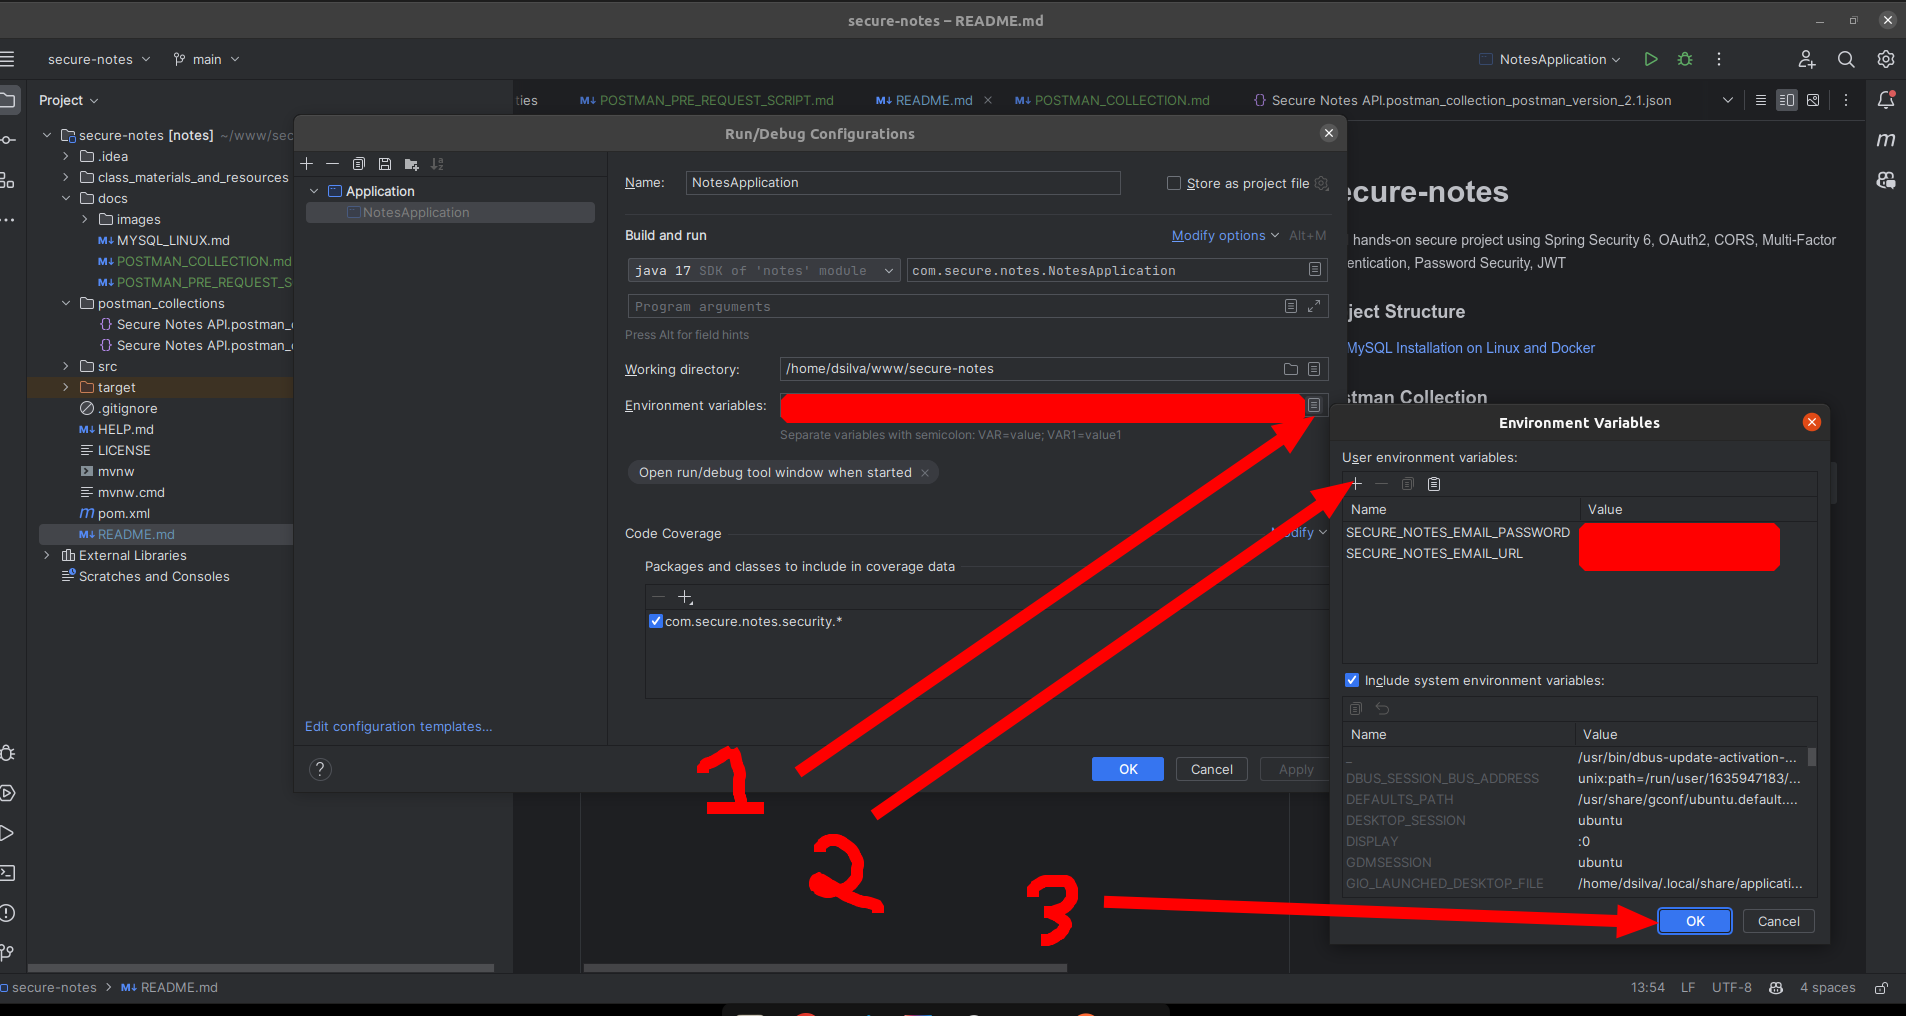 secure-notes – README.md
secure-notes
main
NotesApplication
Project
ties
POSTMAN_PRE_REQUEST_SCRIPT.md
README.md
POSTMAN_COLLECTION.md
Secure Notes API.postman_collection_postman_version_2.1.json
secure-notes [notes] ~/www/sec
.idea
class_materials_and_resources
docs
images
MYSQL_LINUX.md
POSTMAN_COLLECTION.md
POSTMAN_PRE_REQUEST_S
postman_collections
Secure Notes API.postman_c
Secure Notes API.postman_c
src
target
.gitignore
HELP.md
LICENSE
mvnw
mvnw.cmd
pom.xml
README.md
External Libraries
Scratches and Consoles
Run/Debug Configurations
Application
NotesApplication
Edit configuration templates...
Name: NotesApplication
Store as project file
Build and run
Modify options Alt+M
java 17 SDK of 'notes' module
com.secure.notes.NotesApplication
Program arguments
Press Alt for field hints
Working directory: /home/dsilva/www/secure-notes
Environment variables:
Separate variables with semicolon: VAR=value; VAR1=value1
Open run/debug tool window when started
Code Coverage
Modify
Packages and classes to include in coverage data
com.secure.notes.security.*
?
OK
Cancel
Apply
ecure-notes
hands-on secure project using Spring Security 6, OAuth2, CORS, Multi-Factor
entication, Password Security, JWT
ject Structure
MySQL Installation on Linux and Docker
tman Collection
Environment Variables
User environment variables:
Name Value
SECURE_NOTES_EMAIL_PASSWORD
SECURE_NOTES_EMAIL_URL
Include system environment variables:
Name Value
_ /usr/bin/dbus-update-activation-...
DBUS_SESSION_BUS_ADDRESS unix:path=/run/user/1635947183/...
DEFAULTS_PATH /usr/share/gconf/ubuntu.default....
DESKTOP_SESSION ubuntu
DISPLAY :0
GDMSESSION ubuntu
GIO_LAUNCHED_DESKTOP_FILE /home/dsilva/.local/share/applicati...
OK
Cancel
1
2
3
secure-notes > README.md
13:54 LF UTF-8 4 spaces